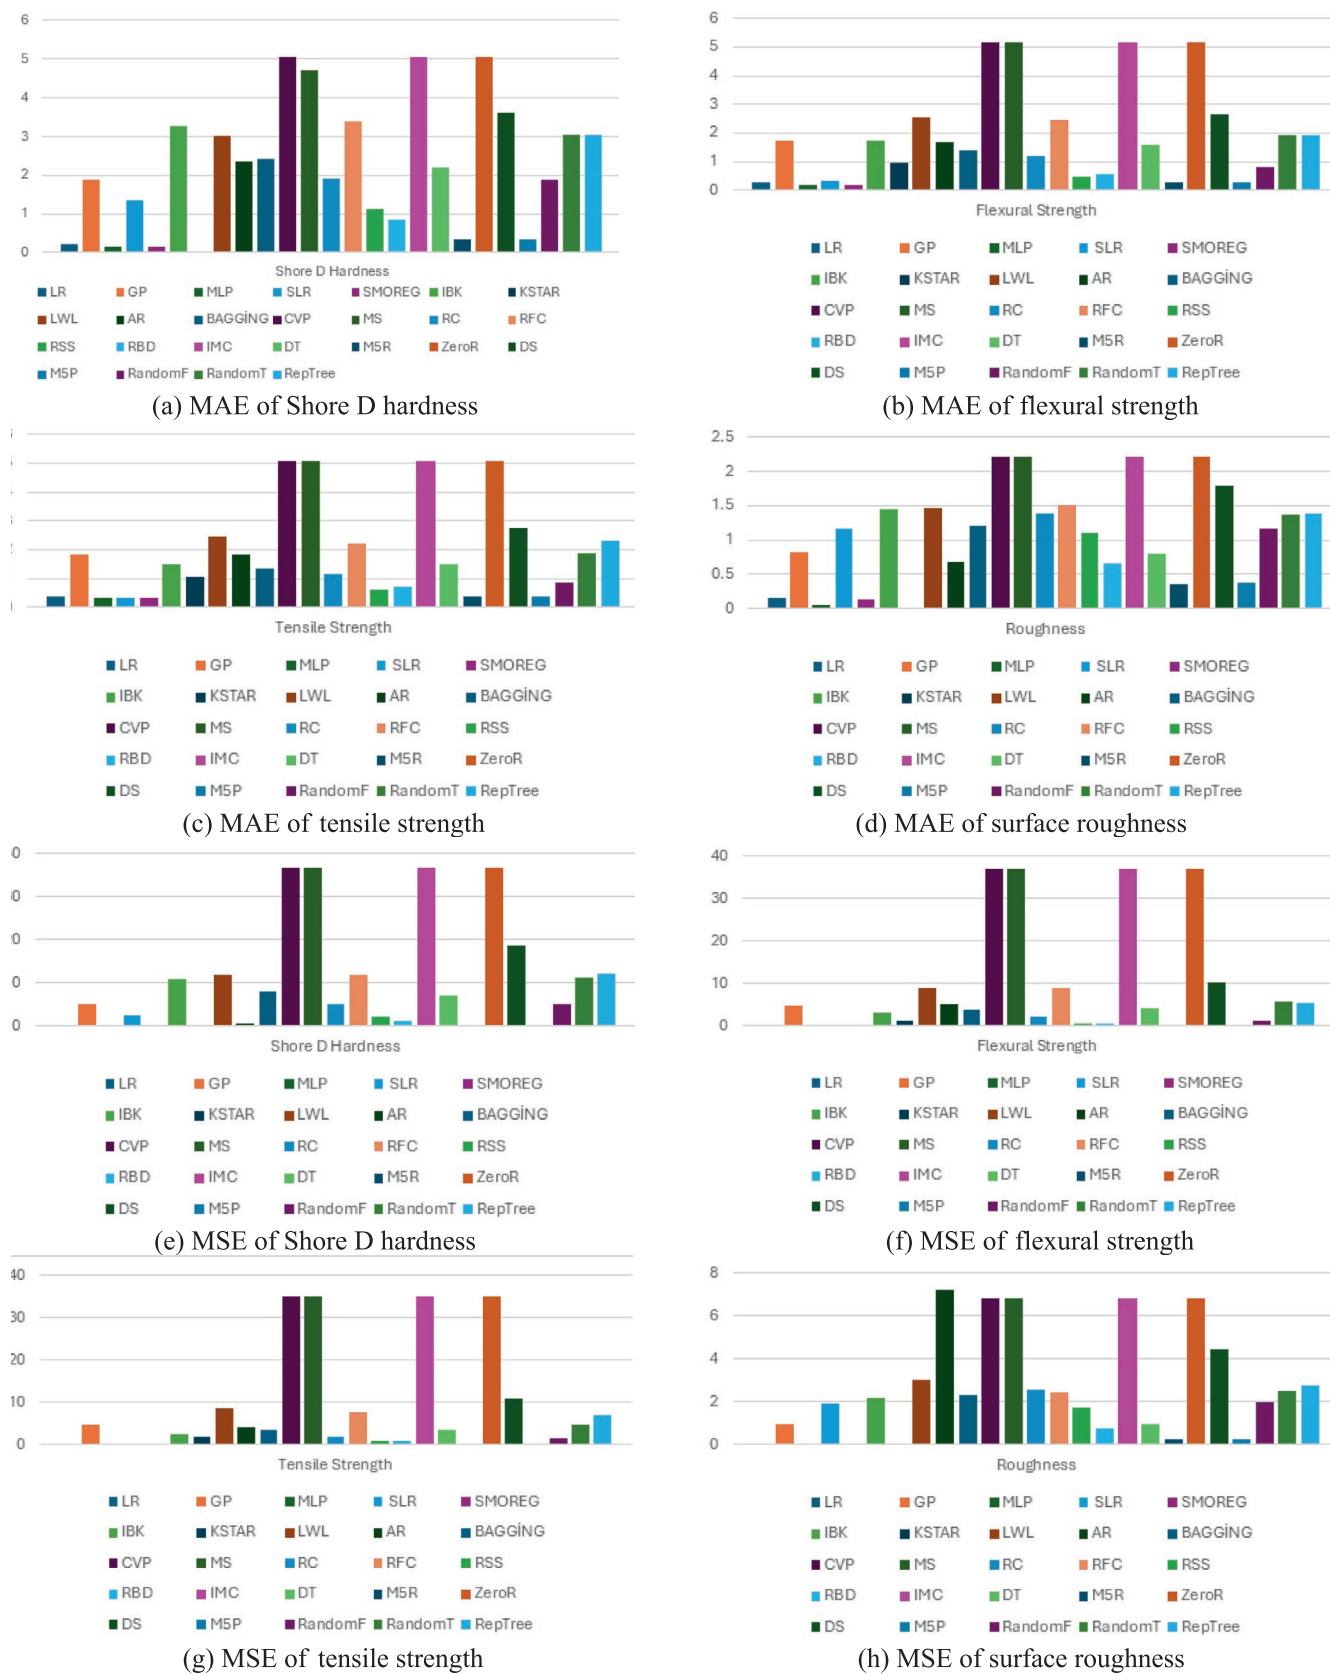 6
5
4
3
2
1
0
Shore D Hardness
LR GP MLP SLR SMOREG IBK KSTAR
LWL AR BAGGİNG CVP MS RC RFC
RSS RBD IMC DT M5R ZeroR DS
M5P RandomF RandomT RepTree
(a) MAE of Shore D hardness
6
5
4
3
2
1
0
Flexural Strength
LR GP MLP SLR SMOREG
IBK KSTAR LWL AR BAGGİNG
CVP MS RC RFC RSS
RBD IMC DT M5R ZeroR
DS M5P RandomF RandomT RepTree
(b) MAE of flexural strength
Tensile Strength
LR GP MLP SLR SMOREG
IBK KSTAR LWL AR BAGGİNG
CVP MS RC RFC RSS
RBD IMC DT M5R ZeroR
DS M5P RandomF RandomT RepTree
(c) MAE of tensile strength
2.5
2
1.5
1
0.5
0
Roughness
LR GP MLP SLR SMOREG
IBK KSTAR LWL AR BAGGİNG
CVP MS RC RFC RSS
RBD IMC DT M5R ZeroR
DS M5P RandomF RandomT RepTree
(d) MAE of surface roughness
Shore D Hardness
LR GP MLP SLR SMOREG
IBK KSTAR LWL AR BAGGİNG
CVP MS RC RFC RSS
RBD IMC DT M5R ZeroR
DS M5P RandomF RandomT RepTree
(e) MSE of Shore D hardness
40
30
20
10
0
Flexural Strength
LR GP MLP SLR SMOREG
IBK KSTAR LWL AR BAGGİNG
CVP MS RC RFC RSS
RBD IMC DT M5R ZeroR
DS M5P RandomF RandomT RepTree
(f) MSE of flexural strength
40
30
20
10
0
Tensile Strength
LR GP MLP SLR SMOREG
IBK KSTAR LWL AR BAGGİNG
CVP MS RC RFC RSS
RBD IMC DT M5R ZeroR
DS M5P RandomF RandomT RepTree
(g) MSE of tensile strength
8
6
4
2
0
Roughness
LR GP MLP SLR SMOREG
IBK KSTAR LWL AR BAGGİNG
CVP MS RC RFC RSS
RBD IMC DT M5R ZeroR
DS M5P RandomF RandomT RepTree
(h) MSE of surface roughness